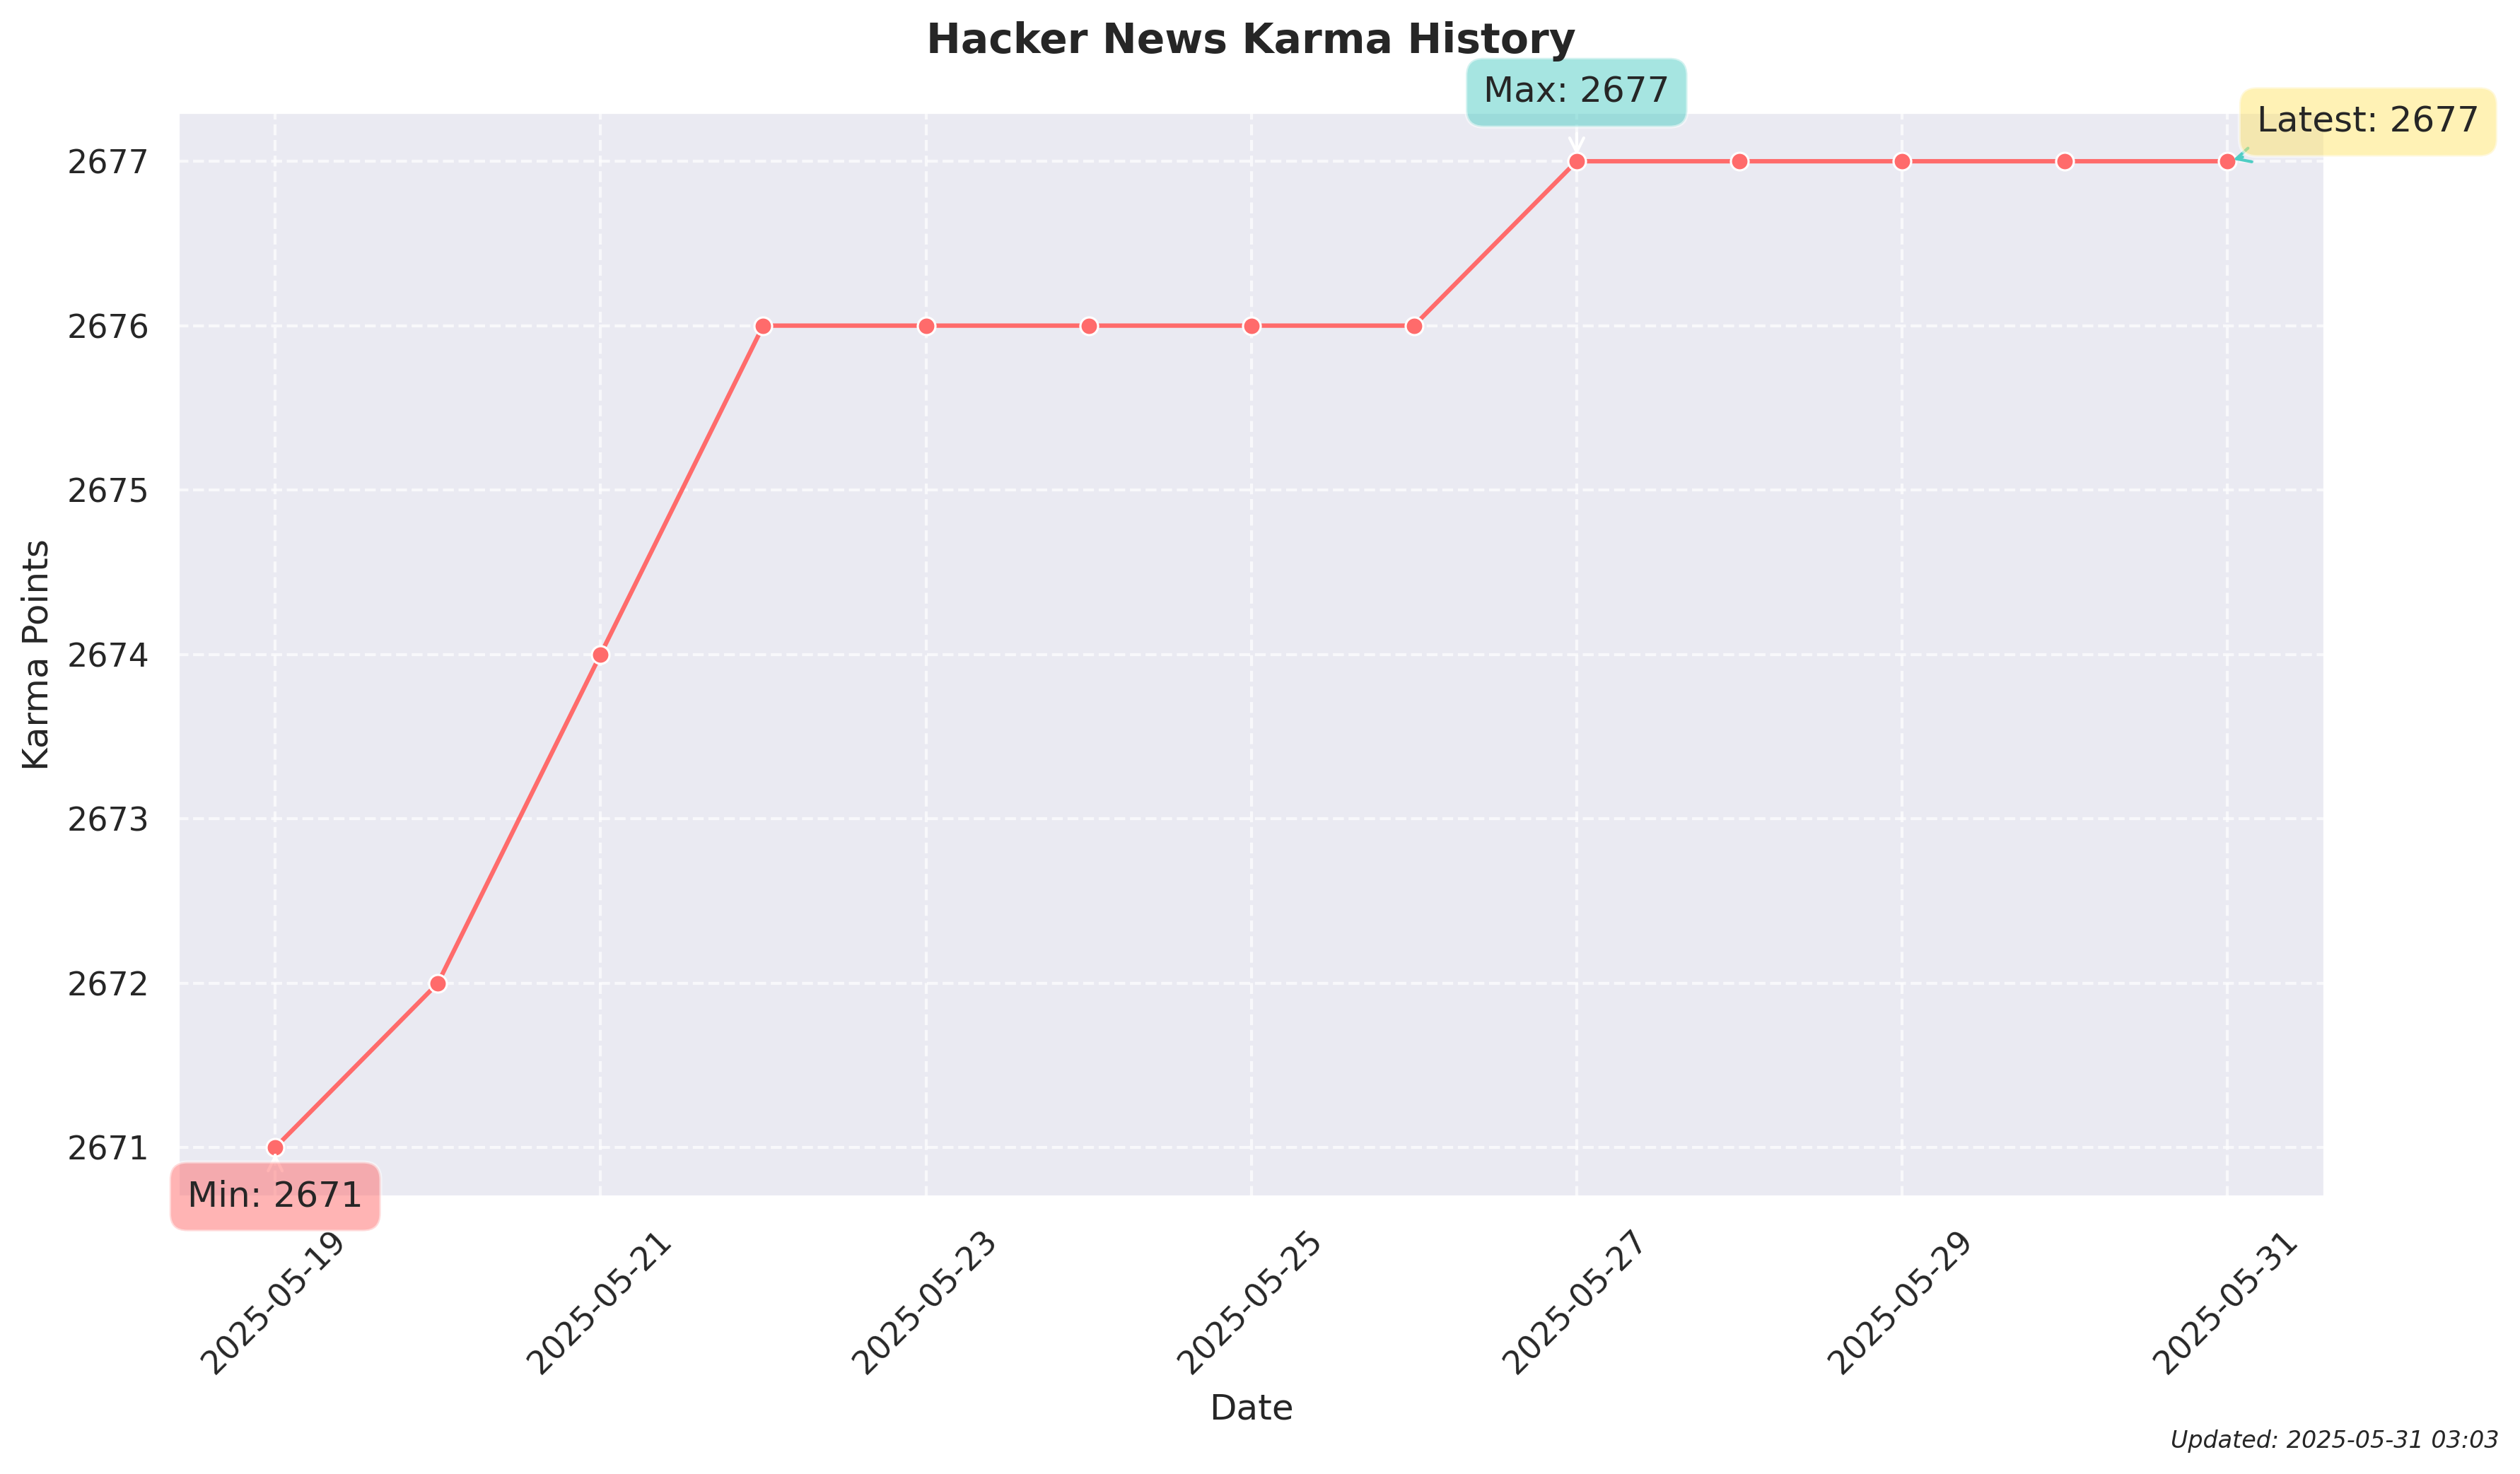 Hacker News Karma History
Max: 2677
Latest: 2677
2677
2676
2675
2674
2673
2672
2671
Karma Points
Min: 2671
2025-05-19
2025-05-21
2025-05-23
2025-05-25
2025-05-27
2025-05-29
2025-05-31
Date
Updated: 2025-05-31 03:03